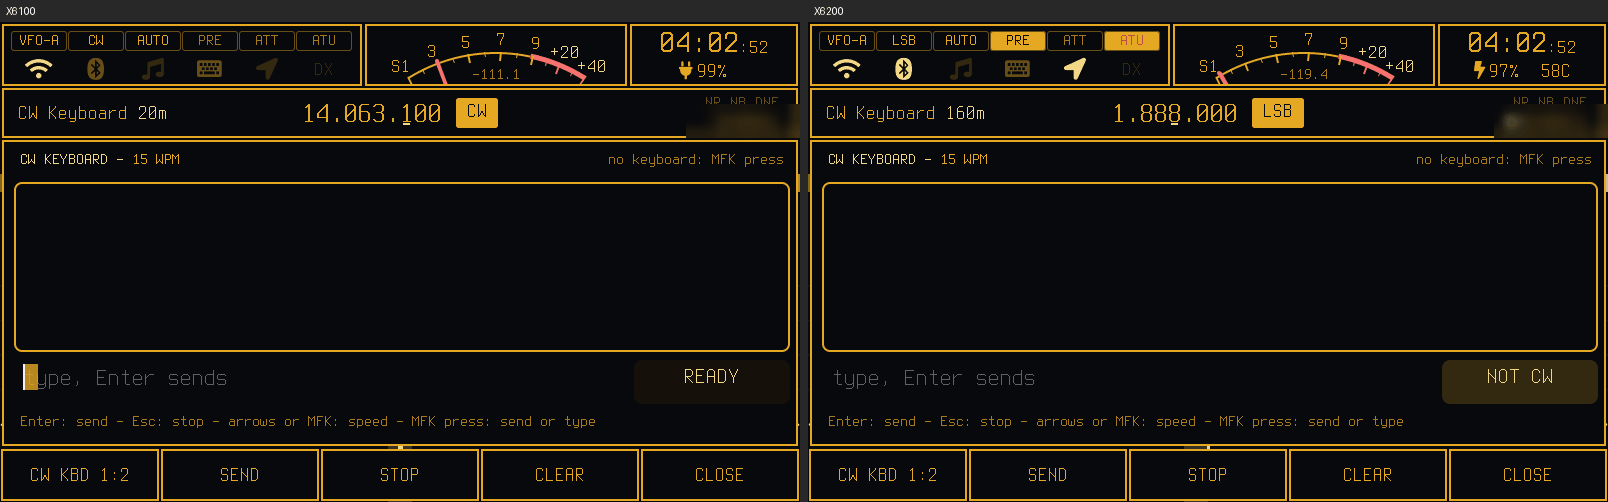 X6100
VFO-A CW AUTO PRE ATT ATU
DX
S1 3 5 7 9 +20 +40
-111.1
04:02:52
99%
CW Keyboard 20m
14.063.100 CW
CW KEYBOARD - 15 WPM
no keyboard: MFK press
type, Enter sends
READY
Enter: send - Esc: stop - arrows or MFK: speed - MFK press: send or type
CW KBD 1:2
SEND
STOP
CLEAR
CLOSE
X6200
VFO-A LSB AUTO PRE ATT ATU
DX
S1 3 5 7 9 +20 +40
-119.4
04:02:52
97% 58C
CW Keyboard 160m
1.888.000 LSB
CW KEYBOARD - 15 WPM
no keyboard: MFK press
type, Enter sends
NOT CW
Enter: send - Esc: stop - arrows or MFK: speed - MFK press: send or type
CW KBD 1:2
SEND
STOP
CLEAR
CLOSE